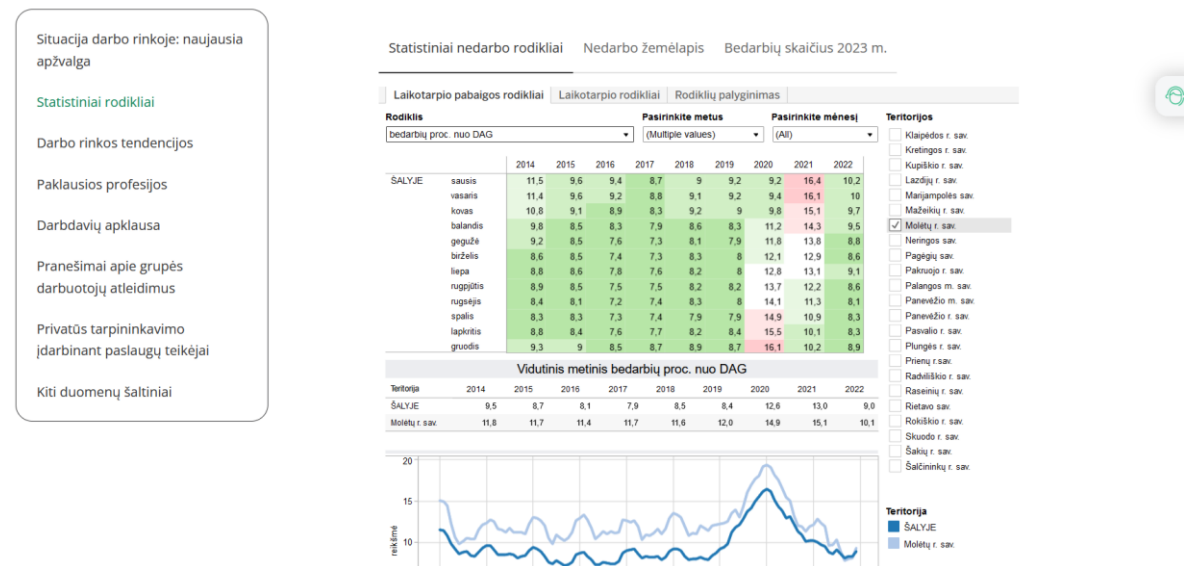 Situacija darbo rinkoje: naujausia
apžvalga
Statistiniai rodikliai
Darbo rinkos tendencijos
Paklausios profesijos
Darbdavių apklausa
Pranešimai apie grupės
darbuotojų atleidimus
Privatūs tarpininkavimo
įdarbinant paslaugų teikėjai
Kiti duomenų šaltiniai
Statistiniai nedarbo rodikliai Nedarbo žemėlapis Bedarbių skaičius 2023 m.
Laikotarpio pabaigos rodikliai Laikotarpio rodikliai Rodiklių palyginimas
Rodiklis Pasirinkite metus Pasirinkite mėnesį
bedarbių proc. nuo DAG (Multiple values) (All)
2014 2015 2016 2017 2018 2019 2020 2021 2022
ŠALYJE sausis 11,5 9,6 9,4 8,7 9 9,2 9,2 16,4 10,2
vasaris 11,4 9,6 9,2 8,8 9,1 9,2 9,4 16,1 10
kovas 10,8 9,1 8,9 8,3 9,2 9 9,8 15,1 9,7
balandis 9,8 8,5 8,3 7,9 8,6 8,3 11,2 14,3 9,5
gegužė 9,2 8,5 7,6 7,3 8,1 7,9 11,8 13,8 8,8
birželis 8,6 8,5 7,4 7,3 8,3 8 12,1 12,9 8,6
liepa 8,8 8,6 7,8 7,6 8,2 8 12,8 13,1 9,1
rugpjūtis 8,9 8,5 7,5 7,5 8,2 8,2 13,7 12,2 8,6
rugsėjis 8,4 8,1 7,2 7,4 8,3 8 14,1 11,3 8,1
spalis 8,3 8,3 7,3 7,4 7,9 7,9 14,9 10,9 8,3
lapkritis 8,8 8,4 7,6 7,7 8,2 8,4 15,5 10,1 8,3
gruodis 9,3 9 8,5 8,7 8,9 8,7 16,1 10,2 8,9
Vidutinis metinis bedarbių proc. nuo DAG
Teritorija 2014 2015 2016 2017 2018 2019 2020 2021 2022
ŠALYJE 9,5 8,7 8,1 7,9 8,5 8,4 12,6 13,0 9,0
Molėtų r. sav. 11,8 11,7 11,4 11,7 11,6 12,0 14,9 15,1 10,1
20
15
10
reikšmė
Teritorijos
Klaipėdos r. sav.
Kretingos r. sav.
Kupiškio r. sav.
Lazdijų r. sav.
Marijampolės sav.
Mažeikių r. sav.
Molėtų r. sav.
Neringos sav.
Pagėgių sav.
Pakruojo r. sav.
Palangos m. sav.
Panevėžio m. sav.
Panevėžio r. sav.
Pasvalio r. sav.
Plungės r. sav.
Prienų r.sav.
Radviliškio r. sav.
Raseinių r. sav.
Rietavo sav.
Rokiškio r. sav.
Skuodo r. sav.
Šakių r. sav.
Šalčininkų r. sav.
Teritorija
ŠALYJE
Molėtų r. sav.